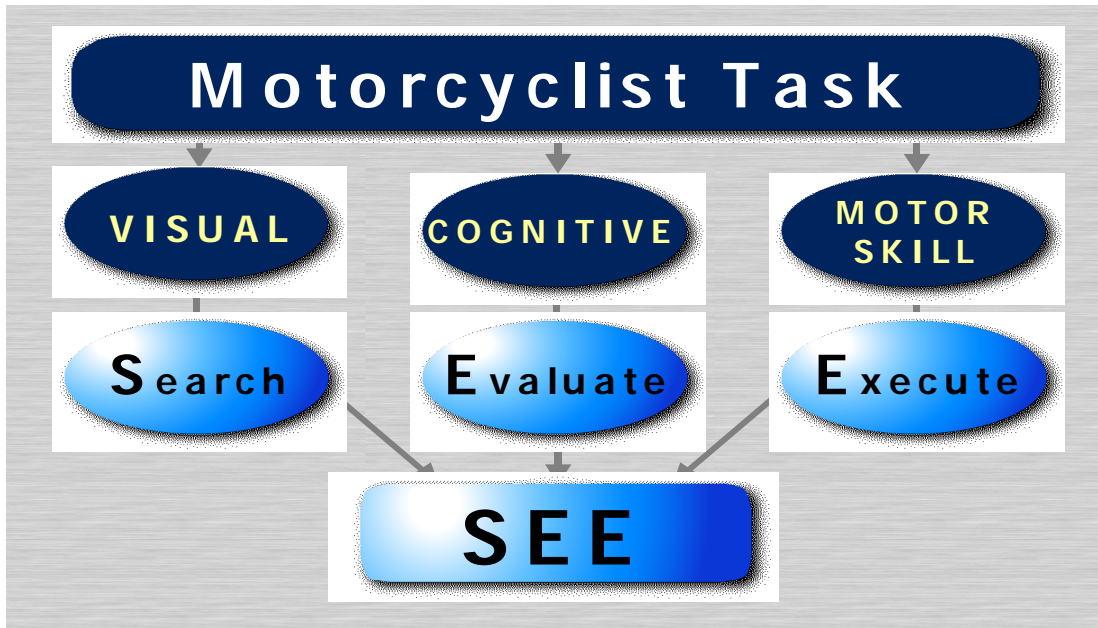 Motorcyclist Task
VISUAL
COGNITIVE
MOTOR
SKILL
Search
Evaluate
Execute
SEE